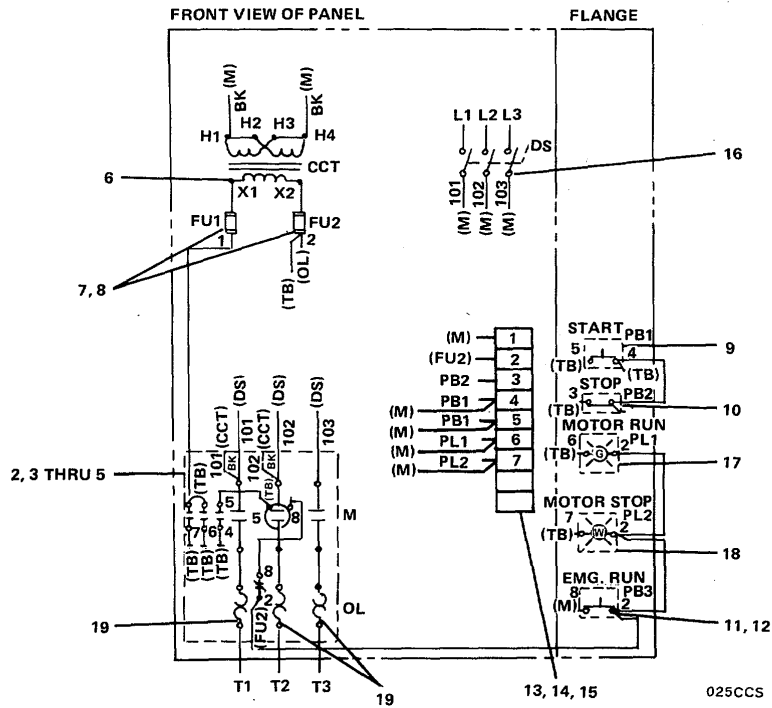 FRONT VIEW OF PANEL
FLANGE
(M)
BK
(M)
BK
H1
H2
H3
H4
CCT
6
X1
X2
FU1
1
FU2
2
(TB)
(OL)
7, 8
L1
L2
L3
DS
16
101
102
103
(M)
(M)
(M)
(M)
1
(FU2)
2
PB2
3
PB1
4
(M)
PB1
5
(M)
PL1
6
(M)
PL2
7
(M)
START
PB1
9
5
4
(TB)
(TB)
STOP
3
PB2
10
(TB)
MOTOR RUN
6
2
PL1
(TB)
G
17
MOTOR STOP
7
PL2
2
(TB)
W
18
EMG. RUN
8
PB3
2
(M)
11, 12
(DS)
(DS)
(DS)
101
(CCT)
101
BK
102
(CCT)
102
BK
103
2, 3 THRU 5
(TB)
(TB)
5
5
8
M
7
6
4
(TB)
(TB)
(TB)
8
2
OL
(FU2)
19
T1
T2
T3
19
13, 14, 15
025CCS